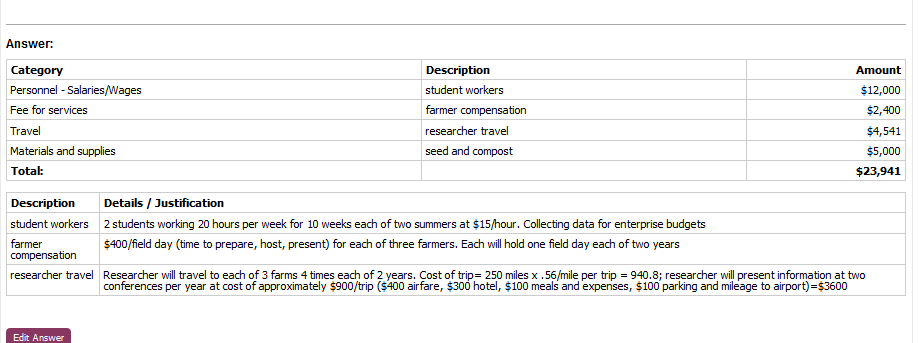 Answer:
Category Description Amount
Personnel - Salaries/Wages student workers $12,000
Fee for services farmer compensation $2,400
Travel researcher travel $4,541
Materials and supplies seed and compost $5,000
Total: $23,941
Description Details / Justification
student workers 2 students working 20 hours per week for 10 weeks each of two summers at $15/hour. Collecting data for enterprise budgets
farmer compensation $400/field day (time to prepare, host, present) for each of three farmers. Each will hold one field day each of two years
researcher travel Researcher will travel to each of 3 farms 4 times each of 2 years. Cost of trip= 250 miles x .56/mile per trip = 940.8; researcher will present information at two
conferences per year at cost of approximately $900/trip ($400 airfare, $300 hotel, $100 meals and expenses, $100 parking and mileage to airport)=$3600
Edit Answer